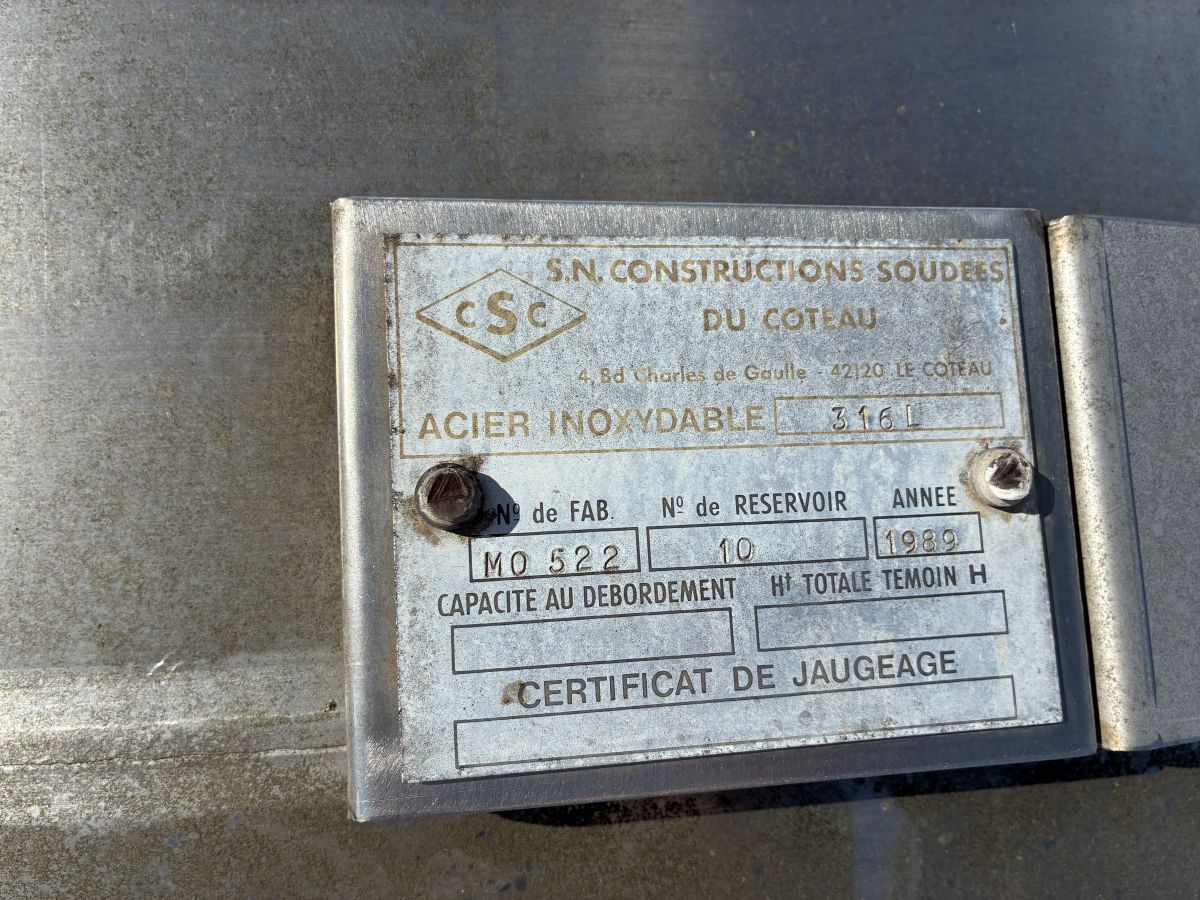 CSC
S.N. CONSTRUCTIONS SOUDEES
DU COTEAU
4, Bd Charles de Gaulle - 42120 LE COTEAU
ACIER INOXYDABLE 316L
Nº de FAB. Nº de RESERVOIR ANNEE
MO 522 10 1989
CAPACITE AU DEBORDEMENT Ht TOTALE TEMOIN H
CERTIFICAT DE JAUGEAGE